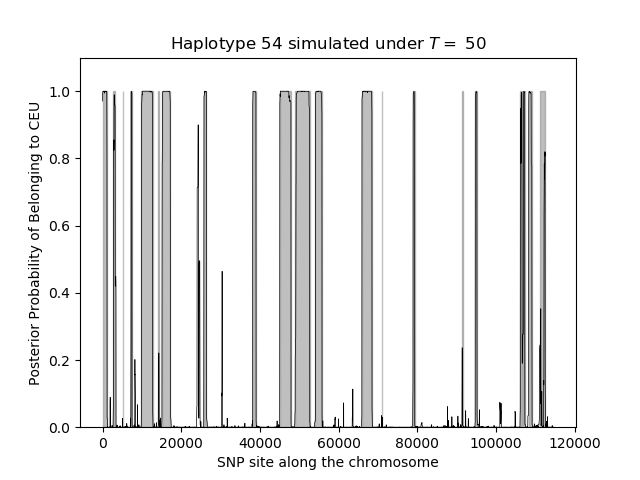 Haplotype 54 simulated under T = 50
Posterior Probability of Belonging to CEU
1.0
0.8
0.6
0.4
0.2
0.0
0 20000 40000 60000 80000 100000 120000
SNP site along the chromosome